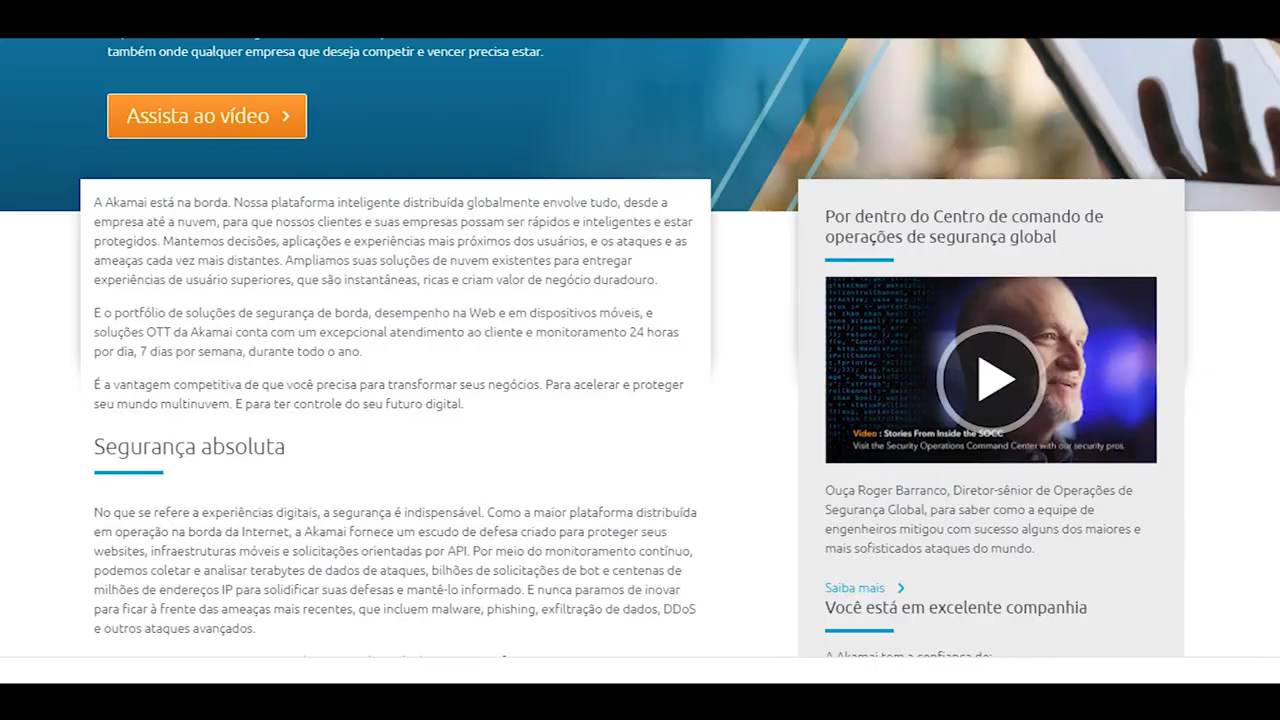 também onde qualquer empresa que deseja competir e vencer precisa estar.
Assista ao vídeo
A Akamai está na borda. Nossa plataforma inteligente distribuída globalmente envolve tudo, desde a
empresa até a nuvem, para que nossos clientes e suas empresas possam ser rápidos e inteligentes e estar
protegidos. Mantemos decisões, aplicações e experiências mais próximos dos usuários, e os ataques e as
ameaças cada vez mais distantes. Ampliamos suas soluções de nuvem existentes para entregar
experiências de usuário superiores, que são instantâneas, ricas e criam valor de negócio duradouro.
E o portfólio de soluções de segurança de borda, desempenho na Web e em dispositivos móveis, e
soluções OTT da Akamai conta com um excepcional atendimento ao cliente e monitoramento 24 horas
por dia, 7 dias por semana, durante todo o ano.
É a vantagem competitiva de que você precisa para transformar seus negócios. Para acelerar e proteger
seu mundo multinuvem. E para ter controle do seu futuro digital.
Segurança absoluta
No que se refere a experiências digitais, a segurança é indispensável. Como a maior plataforma distribuída
em operação na borda da Internet, a Akamai fornece um escudo de defesa criado para proteger seus
websites, infraestruturas móveis e solicitações orientadas por API. Por meio do monitoramento contínuo,
podemos coletar e analisar terabytes de dados de ataques, bilhões de solicitações de bot e centenas de
milhões de endereços IP para solidificar suas defesas e mantê-lo informado. E nunca paramos de inovar
para ficar à frente das ameaças mais recentes, que incluem malware, phishing, exfiltração de dados, DDoS
e outros ataques avançados.
Por dentro do Centro de comando de
operações de segurança global
Video : Stories From Inside the SOCC
Visit the Security Operations Command Center with our security pros.
Ouça Roger Barranco, Diretor-sênior de Operações de
Segurança Global, para saber como a equipe de
engenheiros mitigou com sucesso alguns dos maiores e
mais sofisticados ataques do mundo.
Saiba mais
Você está em excelente companhia
A Akamai tem a confiança de: